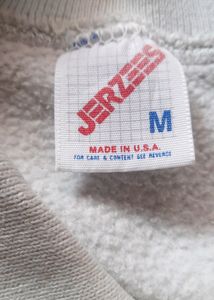 JERZEES
M
MADE IN U.S.A.
FOR CARE & CONTENT SEE REVERSE